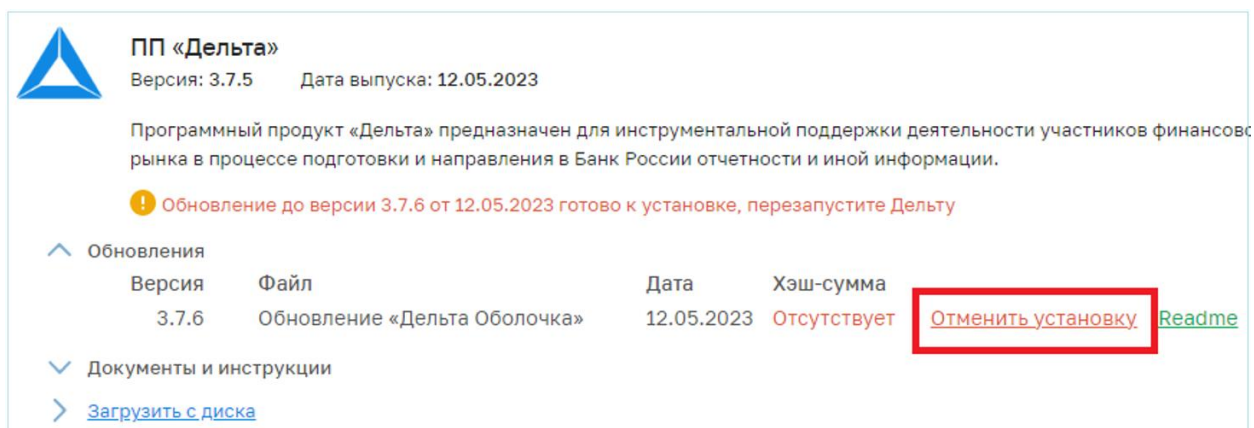 ПП «Дельта»
Версия: 3.7.5 Дата выпуска: 12.05.2023
Программный продукт «Дельта» предназначен для инструментальной поддержки деятельности участников финансово
рынка в процессе подготовки и направления в Банк России отчетности и иной информации.
! Обновление до версии 3.7.6 от 12.05.2023 готово к установке, перезапустите Дельту
Обновления
Версия Файл Дата Хэш-сумма
3.7.6 Обновление «Дельта Оболочка» 12.05.2023 Отсутствует Отменить установку Readme
Документы и инструкции
Загрузить с диска